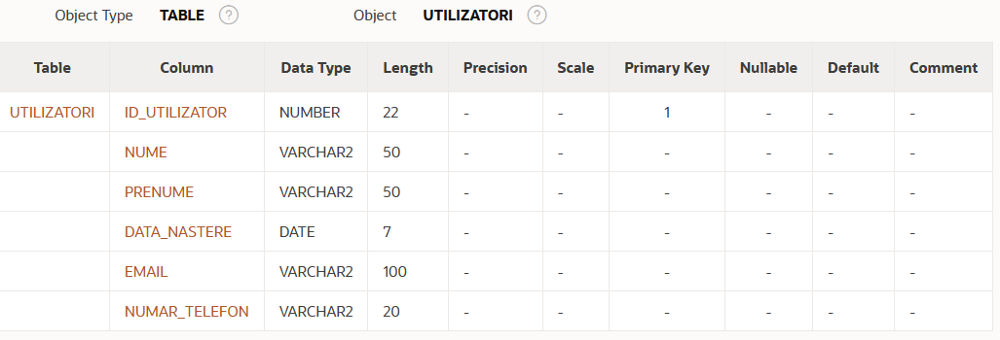 Object Type TABLE ? Object UTILIZATORI ?
Table Column Data Type Length Precision Scale Primary Key Nullable Default Comment
UTILIZATORI ID_UTILIZATOR NUMBER 22 - - 1 - - -
NUME VARCHAR2 50 - - - - - -
PRENUME VARCHAR2 50 - - - - - -
DATA_NASTERE DATE 7 - - - - - -
EMAIL VARCHAR2 100 - - - - - -
NUMAR_TELEFON VARCHAR2 20 - - - - - -